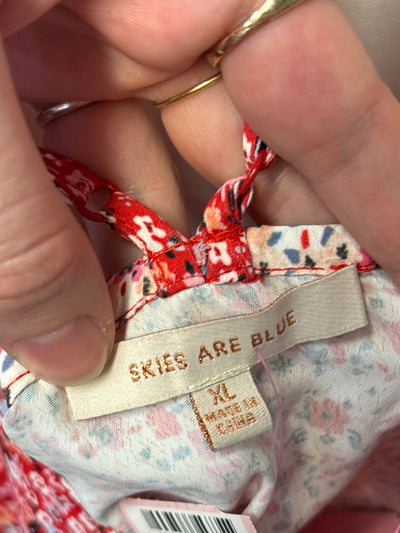 SKIES ARE BLUE
XL
MADE IN
CHINA